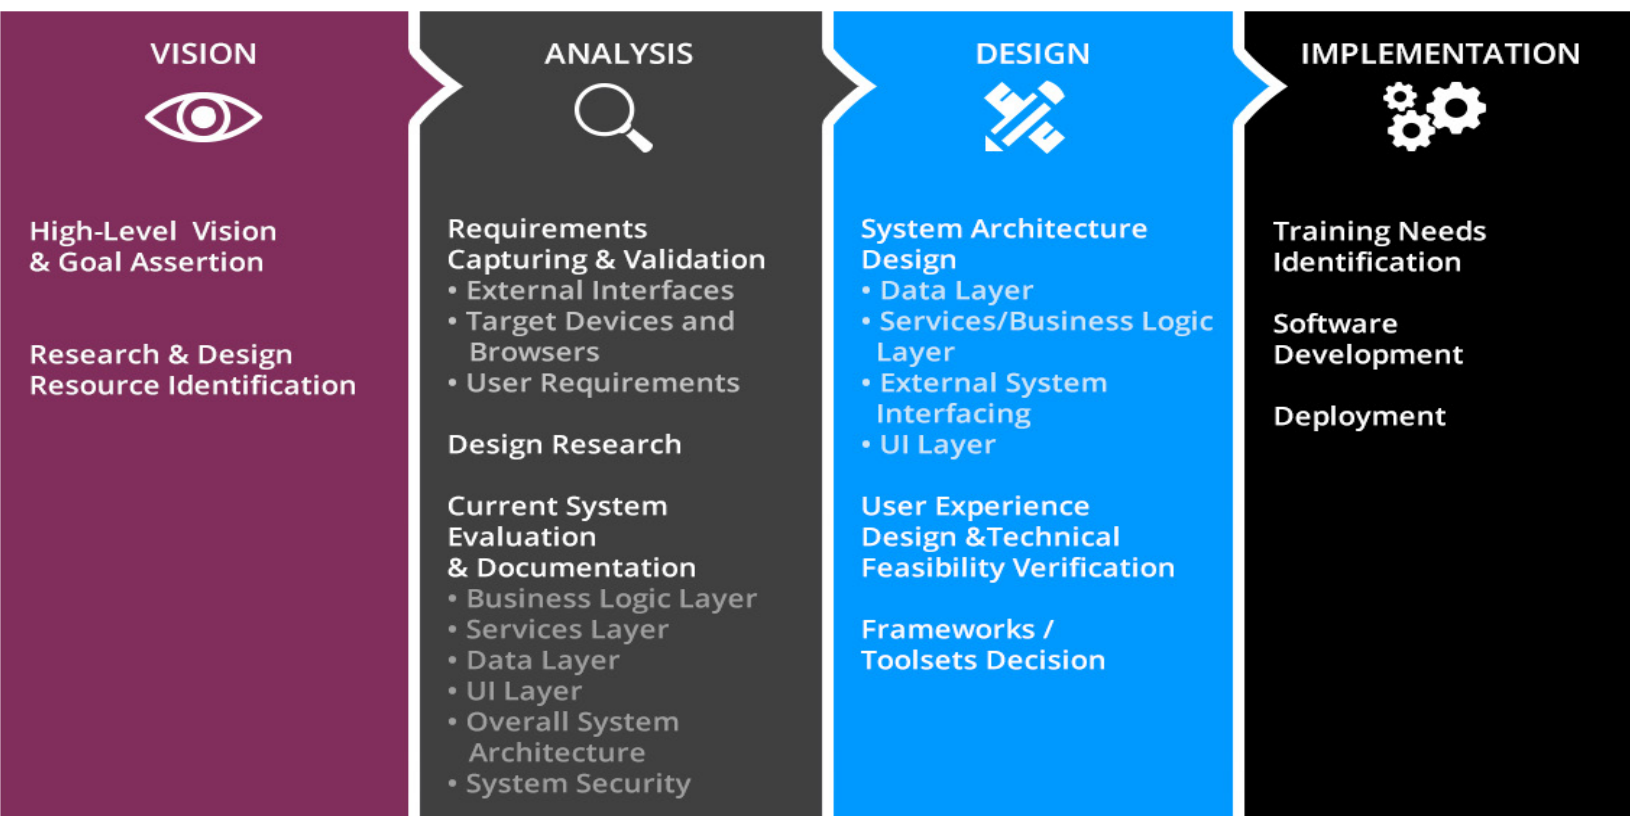 VISION
High-Level Vision
& Goal Assertion
Research & Design
Resource Identification
ANALYSIS
Requirements
Capturing & Validation
• External Interfaces
• Target Devices and
Browsers
• User Requirements
Design Research
Current System
Evaluation
& Documentation
• Business Logic Layer
• Services Layer
• Data Layer
• UI Layer
• Overall System
Architecture
• System Security
DESIGN
System Architecture
Design
• Data Layer
• Services/Business Logic
Layer
• External System
Interfacing
• UI Layer
User Experience
Design &Technical
Feasibility Verification
Frameworks /
Toolsets Decision
IMPLEMENTATION
Training Needs
Identification
Software
Development
Deployment